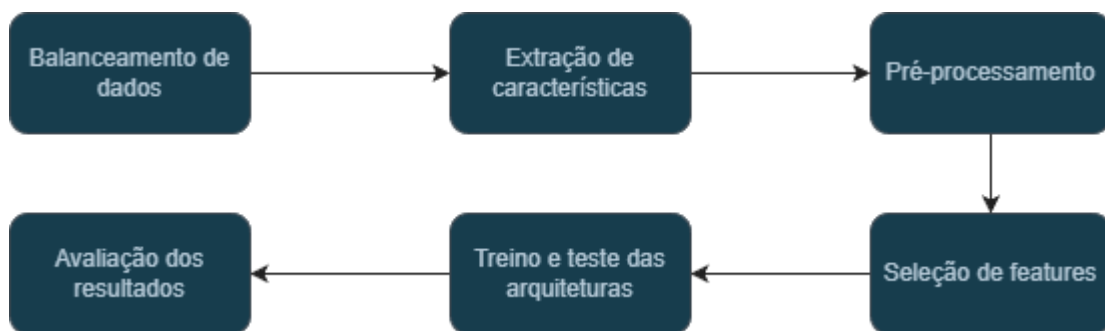 Balanceamento de
dados
Extração de
características
Pré-processamento
Avaliação dos
resultados
Treino e teste das
arquiteturas
Seleção de features